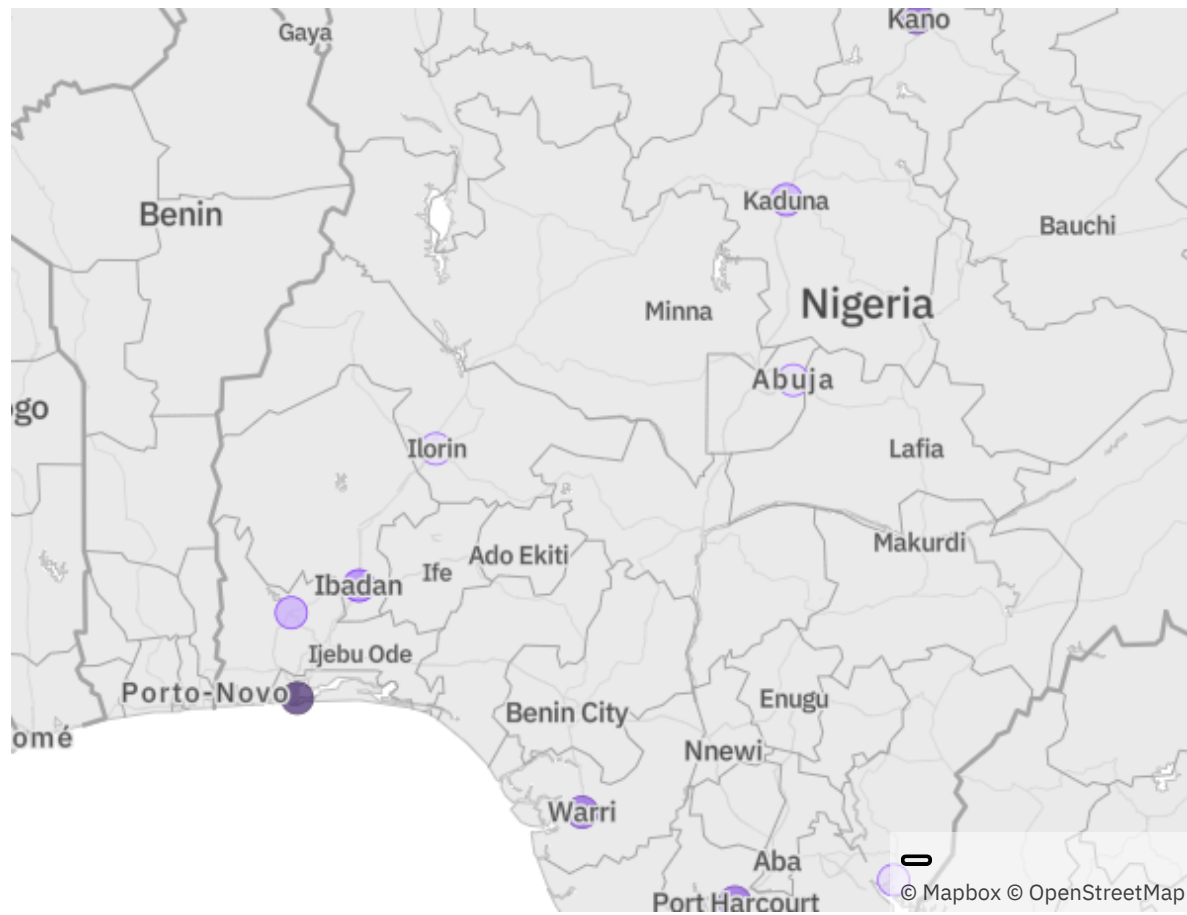 Kano
Gaya
Kaduna
Benin
Bauchi
Nigeria
Minna
Abuja
ogo
Ilorin
Lafia
Makurdi
Ado Ekiti
Ife
Ibadan
Ijebu Ode
Porto-Novo
Enugu
Benin City
omé
Nnewi
Warri
Aba
Port Harcourt
© Mapbox © OpenStreetMap